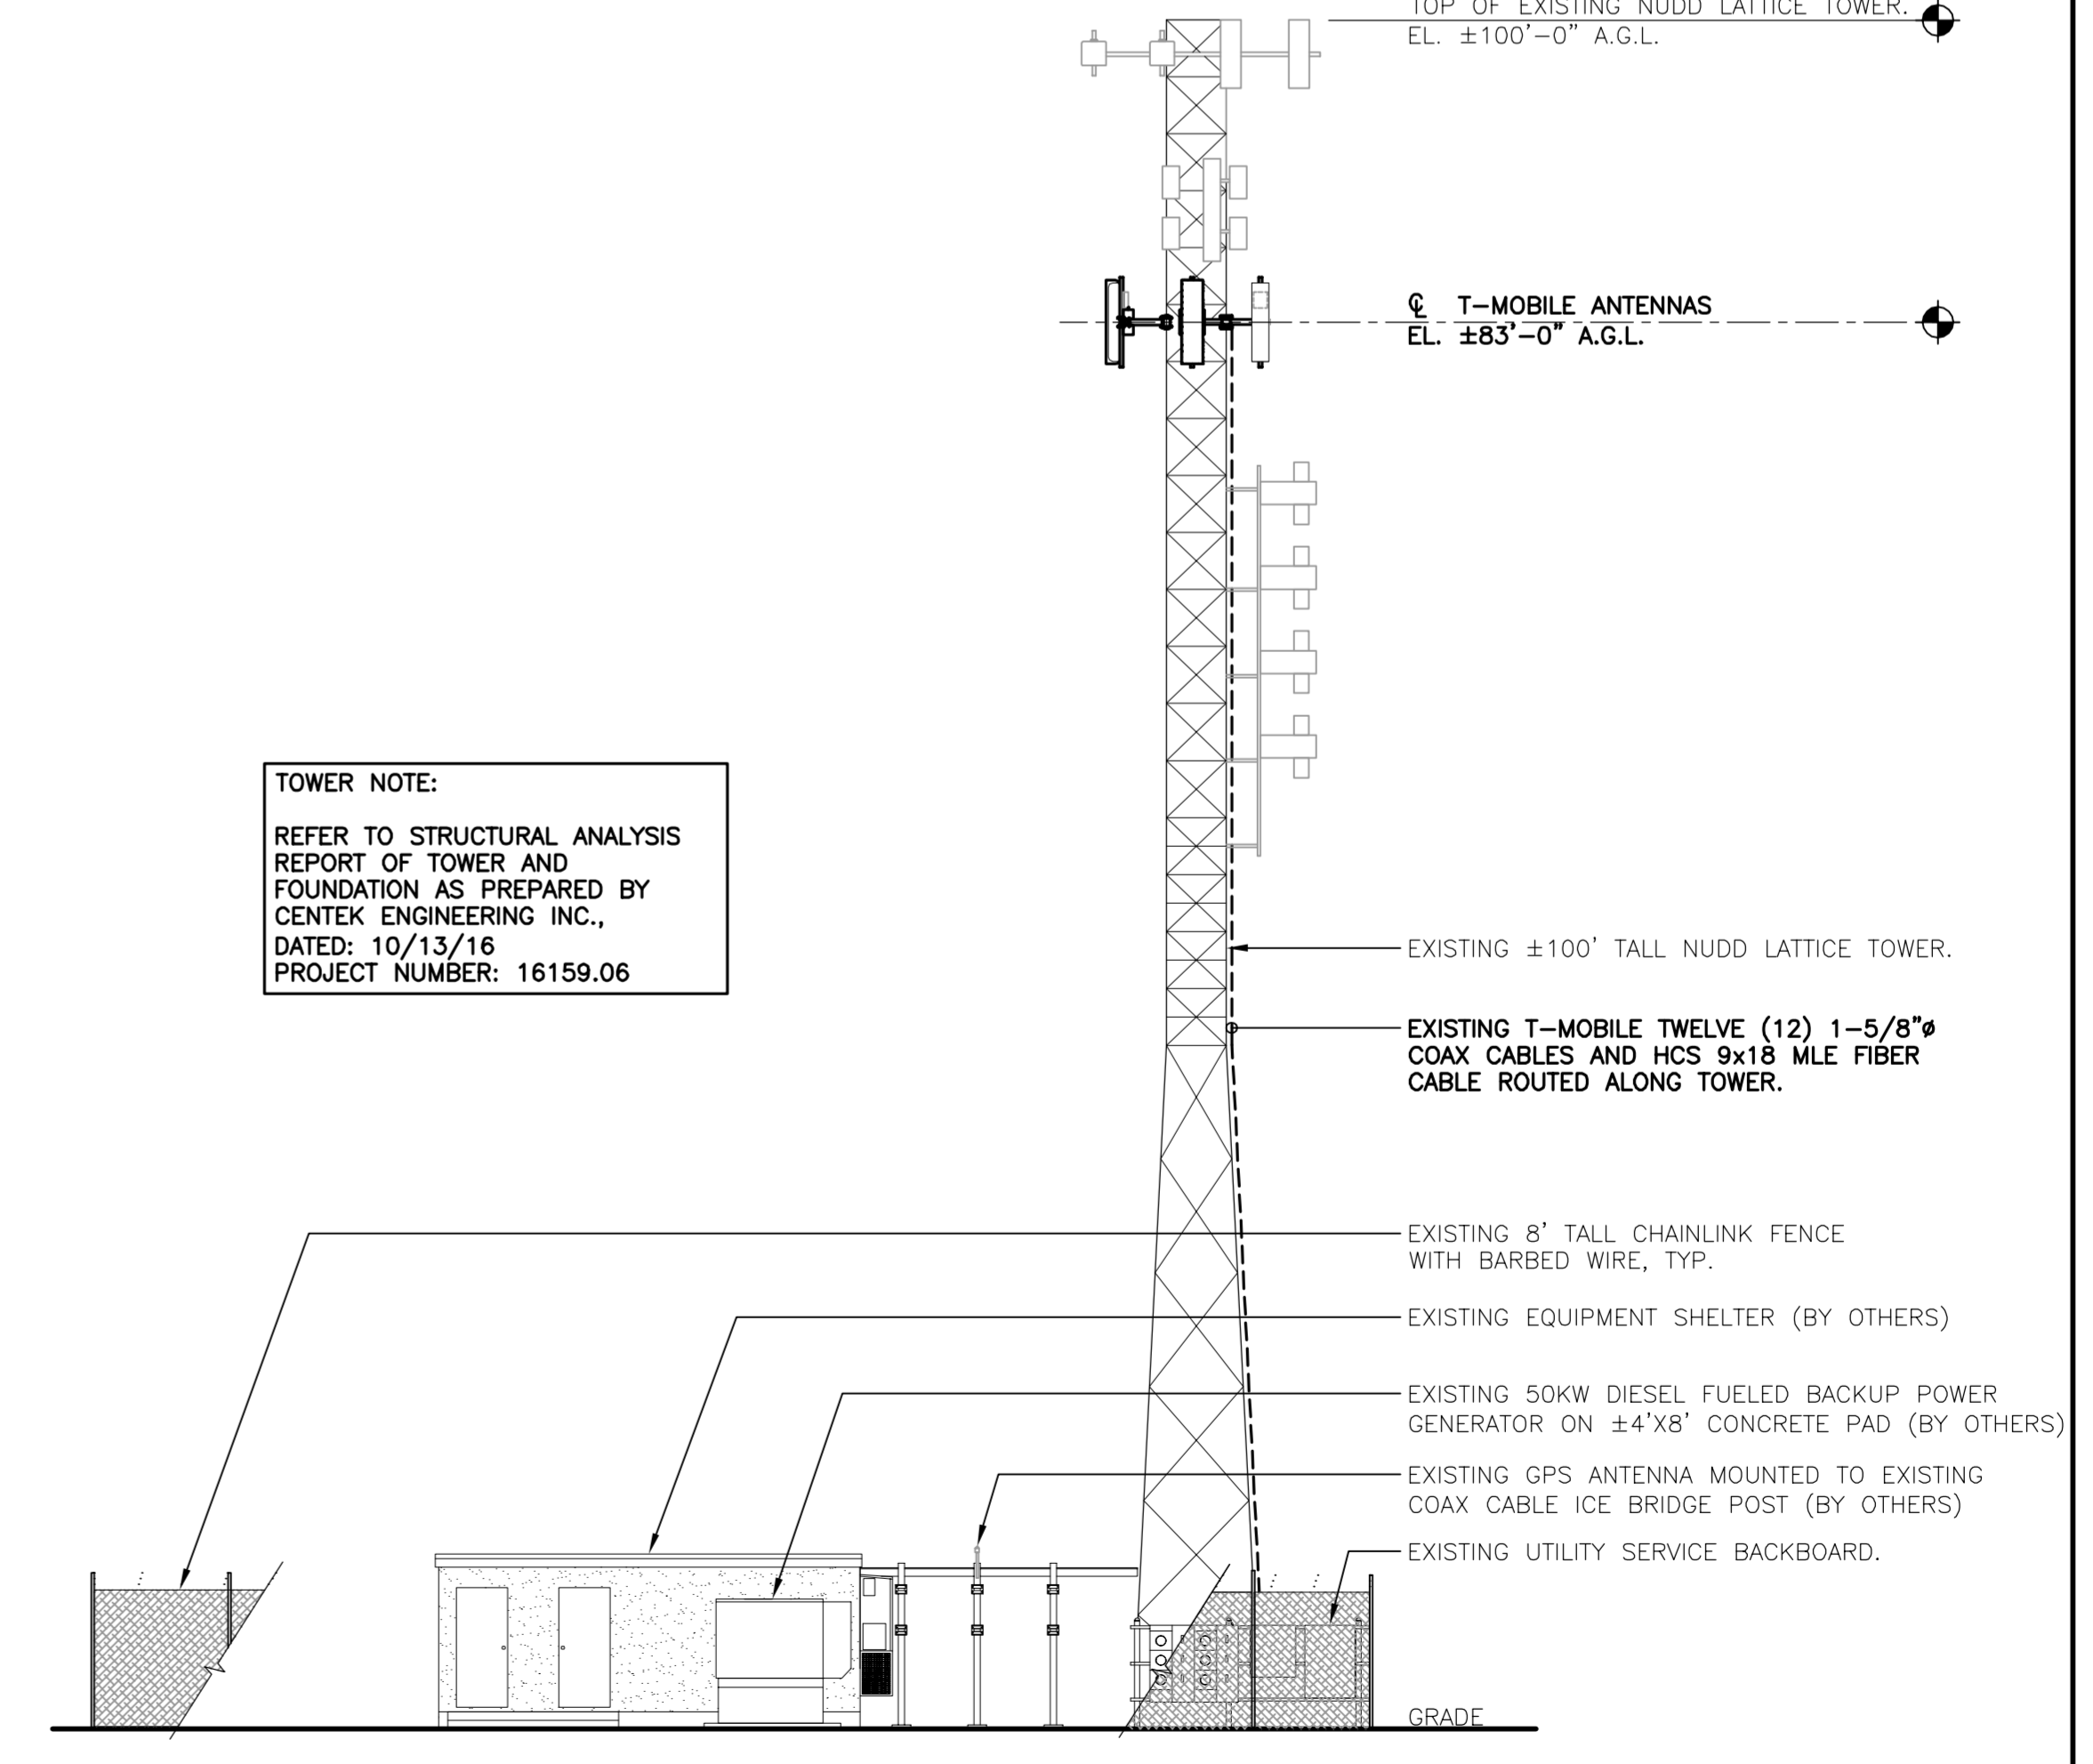 TOP OF EXISTING NUDD LATTICE TOWER.
EL. ±100'-0" A.G.L.
℄ T-MOBILE ANTENNAS
EL. ±83'-0" A.G.L.
TOWER NOTE:
REFER TO STRUCTURAL ANALYSIS
REPORT OF TOWER AND
FOUNDATION AS PREPARED BY
CENTEK ENGINEERING INC.,
DATED: 10/13/16
PROJECT NUMBER: 16159.06
EXISTING ±100' TALL NUDD LATTICE TOWER.
EXISTING T-MOBILE TWELVE (12) 1-5/8"ø
COAX CABLES AND HCS 9x18 MLE FIBER
CABLE ROUTED ALONG TOWER.
EXISTING 8' TALL CHAINLINK FENCE
WITH BARBED WIRE, TYP.
EXISTING EQUIPMENT SHELTER (BY OTHERS)
EXISTING 50KW DIESEL FUELED BACKUP POWER
GENERATOR ON ±4'X8' CONCRETE PAD (BY OTHERS)
EXISTING GPS ANTENNA MOUNTED TO EXISTING
COAX CABLE ICE BRIDGE POST (BY OTHERS)
EXISTING UTILITY SERVICE BACKBOARD.
GRADE